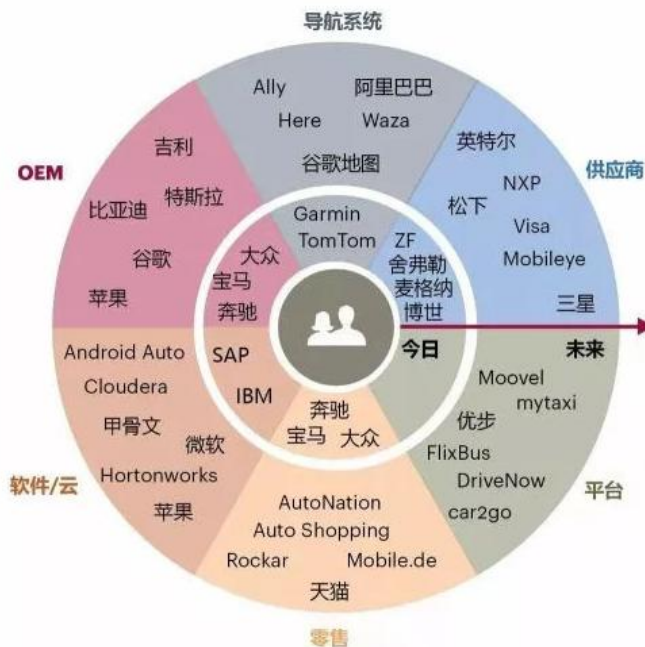 导航系统
Ally
阿里巴巴
Here
Waza
谷歌地图
Garmin
TomTom
供应商
英特尔
NXP
松下
Visa
Mobileye
三星
ZF
舍弗勒
麦格纳
博世
OEM
吉利
特斯拉
比亚迪
谷歌
苹果
大众
宝马
奔驰
今日
未来
软件/云
Android Auto
Cloudera
甲骨文
微软
Hortonworks
苹果
SAP
IBM
零售
奔驰
宝马
大众
AutoNation
Auto Shopping
Rockar
Mobile.de
天猫
平台
Moovel
mytaxi
优步
FlixBus
DriveNow
car2go